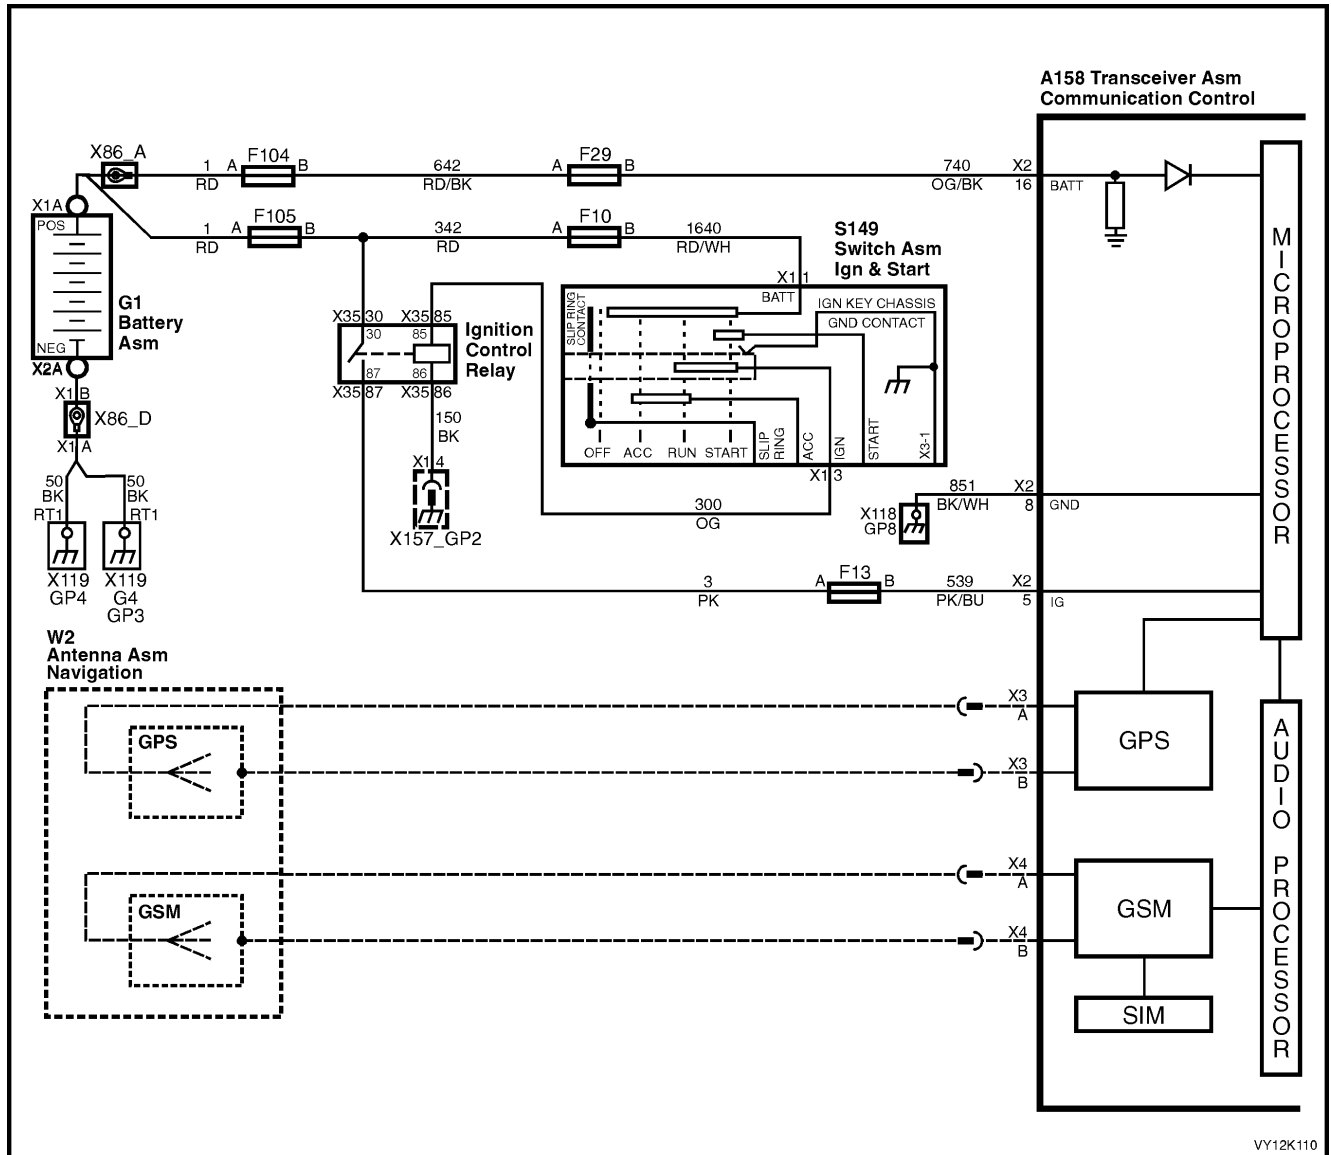 A158 Transceiver Asm
Communication Control
X86_A
1
RD
A
F104
B
642
RD/BK
A
F29
B
740
OG/BK
X2
16
BATT
X1A
POS
NEG
X2A
G1
Battery
Asm
1
RD
A
F105
B
342
RD
A
F10
B
1640
RD/WH
S149
Switch Asm
Ign & Start
X1 1
BATT
IGN KEY CHASSIS
GND CONTACT
SLIP RING
CONTACT
OFF
ACC
RUN
START
SLIP
RING
ACC
IGN
START
X3-1
X1 3
X35 30
X35 85
30
85
87
86
X35 87
X35 86
Ignition
Control
Relay
150
BK
X1 4
X157_GP2
300
OG
X1 B
X86_D
X1 A
50
BK
RT1
50
BK
RT1
X119
GP4
X119
G4
GP3
X118
GP8
851
BK/WH
X2
8
GND
3
PK
A
F13
B
539
PK/BU
X2
5
IG
MICROPROCESSOR
W2
Antenna Asm
Navigation
GPS
X3
A
X3
B
GPS
GSM
X4
A
X4
B
GSM
SIM
AUDIO PROCESSOR
VY12K110